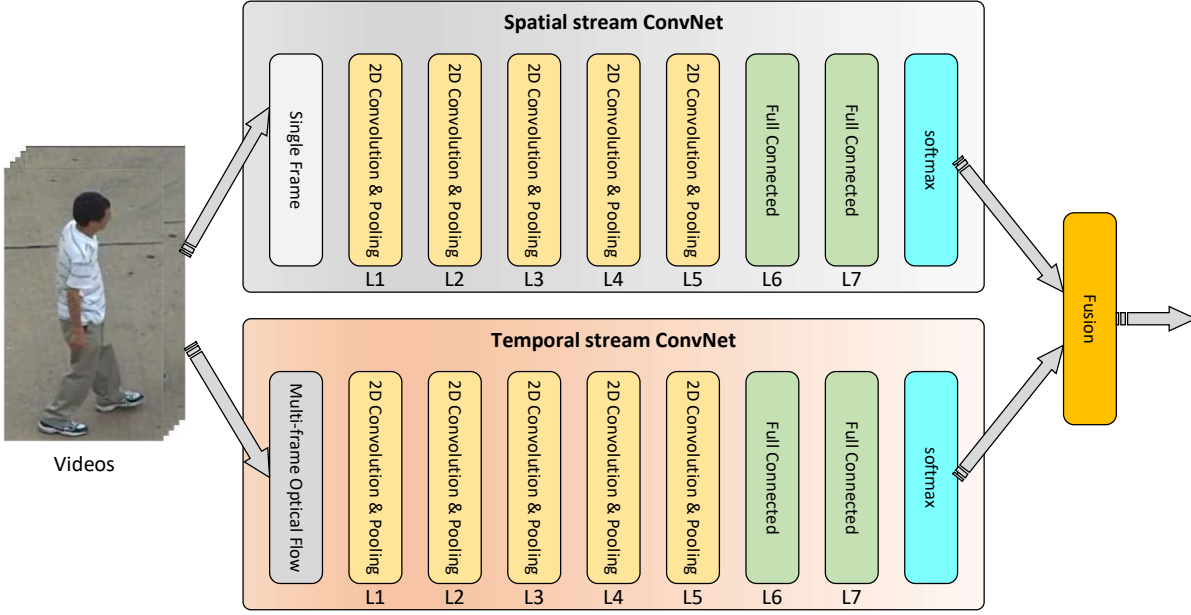 Spatial stream ConvNet
Single Frame
2D Convolution & Pooling
2D Convolution & Pooling
2D Convolution & Pooling
2D Convolution & Pooling
2D Convolution & Pooling
Full Connected
Full Connected
softmax
L1
L2
L3
L4
L5
L6
L7
Videos
Temporal stream ConvNet
Multi-frame Optical Flow
2D Convolution & Pooling
2D Convolution & Pooling
2D Convolution & Pooling
2D Convolution & Pooling
2D Convolution & Pooling
Full Connected
Full Connected
softmax
L1
L2
L3
L4
L5
L6
L7
Fusion